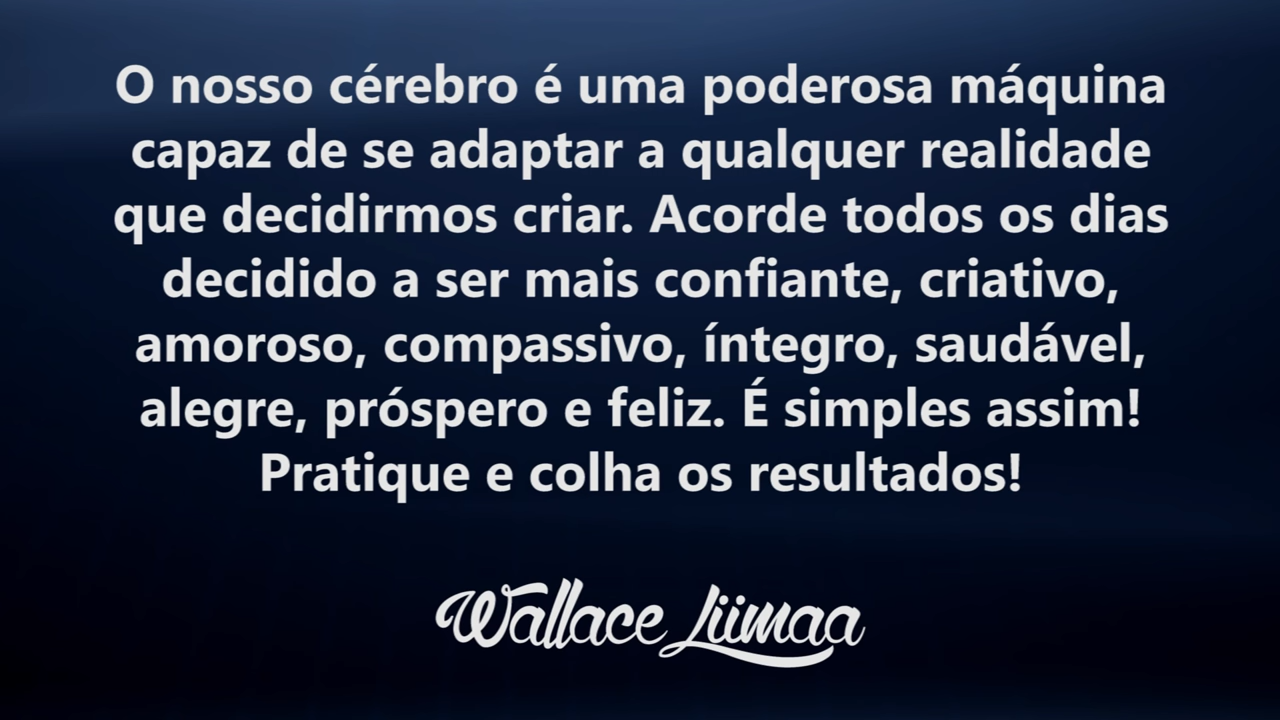 O nosso cérebro é uma poderosa máquina
capaz de se adaptar a qualquer realidade
que decidirmos criar. Acorde todos os dias
decidido a ser mais confiante, criativo,
amoroso, compassivo, íntegro, saudável,
alegre, próspero e feliz. É simples assim!
Pratique e colha os resultados!
Wallace Liimaa